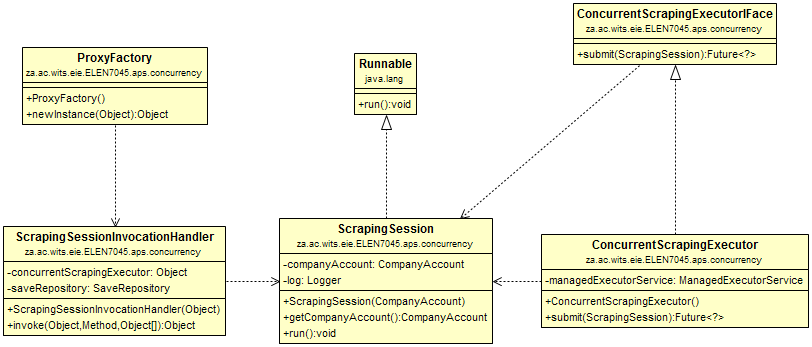 ProxyFactory
za.ac.wits.eie.ELEN7045.aps.concurrency
+ProxyFactory()
+newInstance(Object):Object
Runnable
java.lang
+run():void
ConcurrentScrapingExecutorIFace
za.ac.wits.eie.ELEN7045.aps.concurrency
+submit(ScrapingSession):Future<?>
ScrapingSessionInvocationHandler
za.ac.wits.eie.ELEN7045.aps.concurrency
-concurrentScrapingExecutor: Object
-saveRepository: SaveRepository
+ScrapingSessionInvocationHandler(Object)
+invoke(Object,Method,Object[]):Object
ScrapingSession
za.ac.wits.eie.ELEN7045.aps.concurrency
-companyAccount: CompanyAccount
-log: Logger
+ScrapingSession(CompanyAccount)
+getCompanyAccount():CompanyAccount
+run():void
ConcurrentScrapingExecutor
za.ac.wits.eie.ELEN7045.aps.concurrency
-managedExecutorService: ManagedExecutorService
+ConcurrentScrapingExecutor()
+submit(ScrapingSession):Future<?>